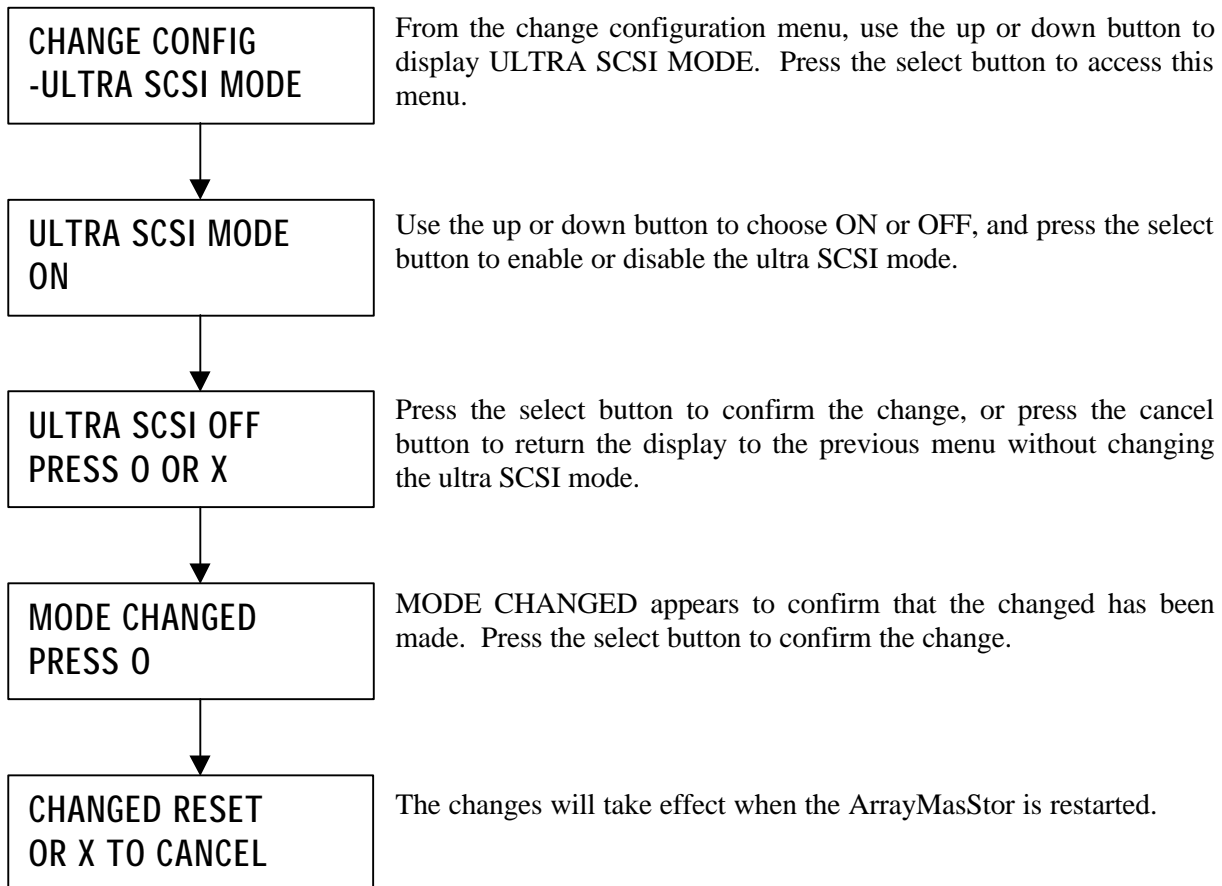 CHANGE CONFIG
-ULTRA SCSI MODE
From the change configuration menu, use the up or down button to
display ULTRA SCSI MODE. Press the select button to access this
menu.
ULTRA SCSI MODE
ON
Use the up or down button to choose ON or OFF, and press the select
button to enable or disable the ultra SCSI mode.
ULTRA SCSI OFF
PRESS O OR X
Press the select button to confirm the change, or press the cancel
button to return the display to the previous menu without changing
the ultra SCSI mode.
MODE CHANGED
PRESS O
MODE CHANGED appears to confirm that the changed has been
made. Press the select button to confirm the change.
CHANGED RESET
OR X TO CANCEL
The changes will take effect when the ArrayMasStor is restarted.